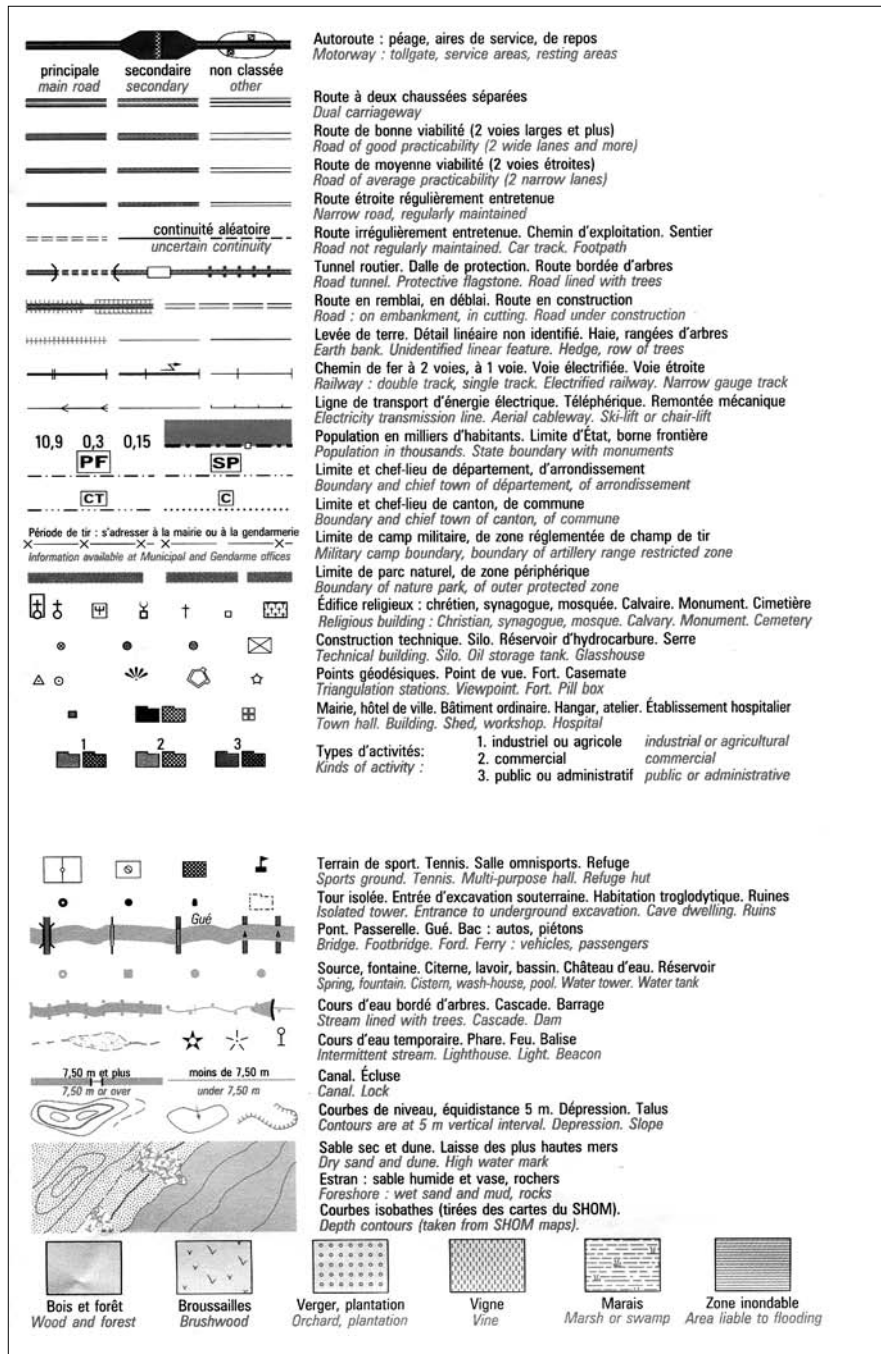 Autoroute : péage, aires de service, de repos
Motorway : tollgate, service areas, resting areas
principale secondaire non classée
main road secondary other
Route à deux chaussées séparées
Dual carriageway
Route de bonne viabilité (2 voies larges et plus)
Road of good practicability (2 wide lanes and more)
Route de moyenne viabilité (2 voies étroites)
Road of average practicability (2 narrow lanes)
Route étroite régulièrement entretenue
Narrow road, regularly maintained
continuité aléatoire
uncertain continuity
Route irrégulièrement entretenue. Chemin d'exploitation. Sentier
Road not regularly maintained. Car track. Footpath
Tunnel routier. Dalle de protection. Route bordée d'arbres
Road tunnel. Protective flagstone. Road lined with trees
Route en remblai, en déblai. Route en construction
Road : on embankment, in cutting. Road under construction
Levée de terre. Détail linéaire non identifié. Haie, rangées d'arbres
Earth bank. Unidentified linear feature. Hedge, row of trees
Chemin de fer à 2 voies, à 1 voie. Voie électrifiée. Voie étroite
Railway : double track, single track. Electrified railway. Narrow gauge track
Ligne de transport d'énergie électrique. Téléphérique. Remontée mécanique
Electricity transmission line. Aerial cableway. Ski-lift or chair-lift
10,9 0,3 0,15
Population en milliers d'habitants. Limite d'État, borne frontière
Population in thousands. State boundary with monuments
PF SP
Limite et chef-lieu de département, d'arrondissement
Boundary and chief town of département, of arrondissement
CT C
Limite et chef-lieu de canton, de commune
Boundary and chief town of canton, of commune
Période de tir : s'adresser à la mairie ou à la gendarmerie
Information available at Municipal and Gendarme offices
Limite de camp militaire, de zone réglementée de champ de tir
Military camp boundary, boundary of artillery range restricted zone
Limite de parc naturel, de zone périphérique
Boundary of nature park, of outer protected zone
Édifice religieux : chrétien, synagogue, mosquée. Calvaire. Monument. Cimetière
Religious building : Christian, synagogue, mosque. Calvary. Monument. Cemetery
Construction technique. Silo. Réservoir d'hydrocarbure. Serre
Technical building. Silo. Oil storage tank. Glasshouse
Points géodésiques. Point de vue. Fort. Casemate
Triangulation stations. Viewpoint. Fort. Pill box
Mairie, hôtel de ville. Bâtiment ordinaire. Hangar, atelier. Établissement hospitalier
Town hall. Building. Shed, workshop. Hospital
1 2 3
Types d'activités:
Kinds of activity :
1. industriel ou agricole industrial or agricultural
2. commercial commercial
3. public ou administratif public or administrative
Terrain de sport. Tennis. Salle omnisports. Refuge
Sports ground. Tennis. Multi-purpose hall. Refuge hut
Tour isolée. Entrée d'excavation souterraine. Habitation troglodytique. Ruines
Isolated tower. Entrance to underground excavation. Cave dwelling. Ruins
Gué
Pont. Passerelle. Gué. Bac : autos, piétons
Bridge. Footbridge. Ford. Ferry : vehicles, passengers
Source, fontaine. Citerne, lavoir, bassin. Château d'eau. Réservoir
Spring, fountain. Cistern, wash-house, pool. Water tower. Water tank
Cours d'eau bordé d'arbres. Cascade. Barrage
Stream lined with trees. Cascade. Dam
Cours d'eau temporaire. Phare. Feu. Balise
Intermittent stream. Lighthouse. Light. Beacon
7,50 m et plus moins de 7,50 m
7,50 m or over under 7,50 m
Canal. Écluse
Canal. Lock
Courbes de niveau, équidistance 5 m. Dépression. Talus
Contours are at 5 m vertical interval. Depression. Slope
Sable sec et dune. Laisse des plus hautes mers
Dry sand and dune. High water mark
Estran : sable humide et vase, rochers
Foreshore : wet sand and mud, rocks
Courbes isobathes (tirées des cartes du SHOM).
Depth contours (taken from SHOM maps).
Bois et forêt Broussailles Verger, plantation Vigne Marais Zone inondable
Wood and forest Brushwood Orchard, plantation Vine Marsh or swamp Area liable to flooding